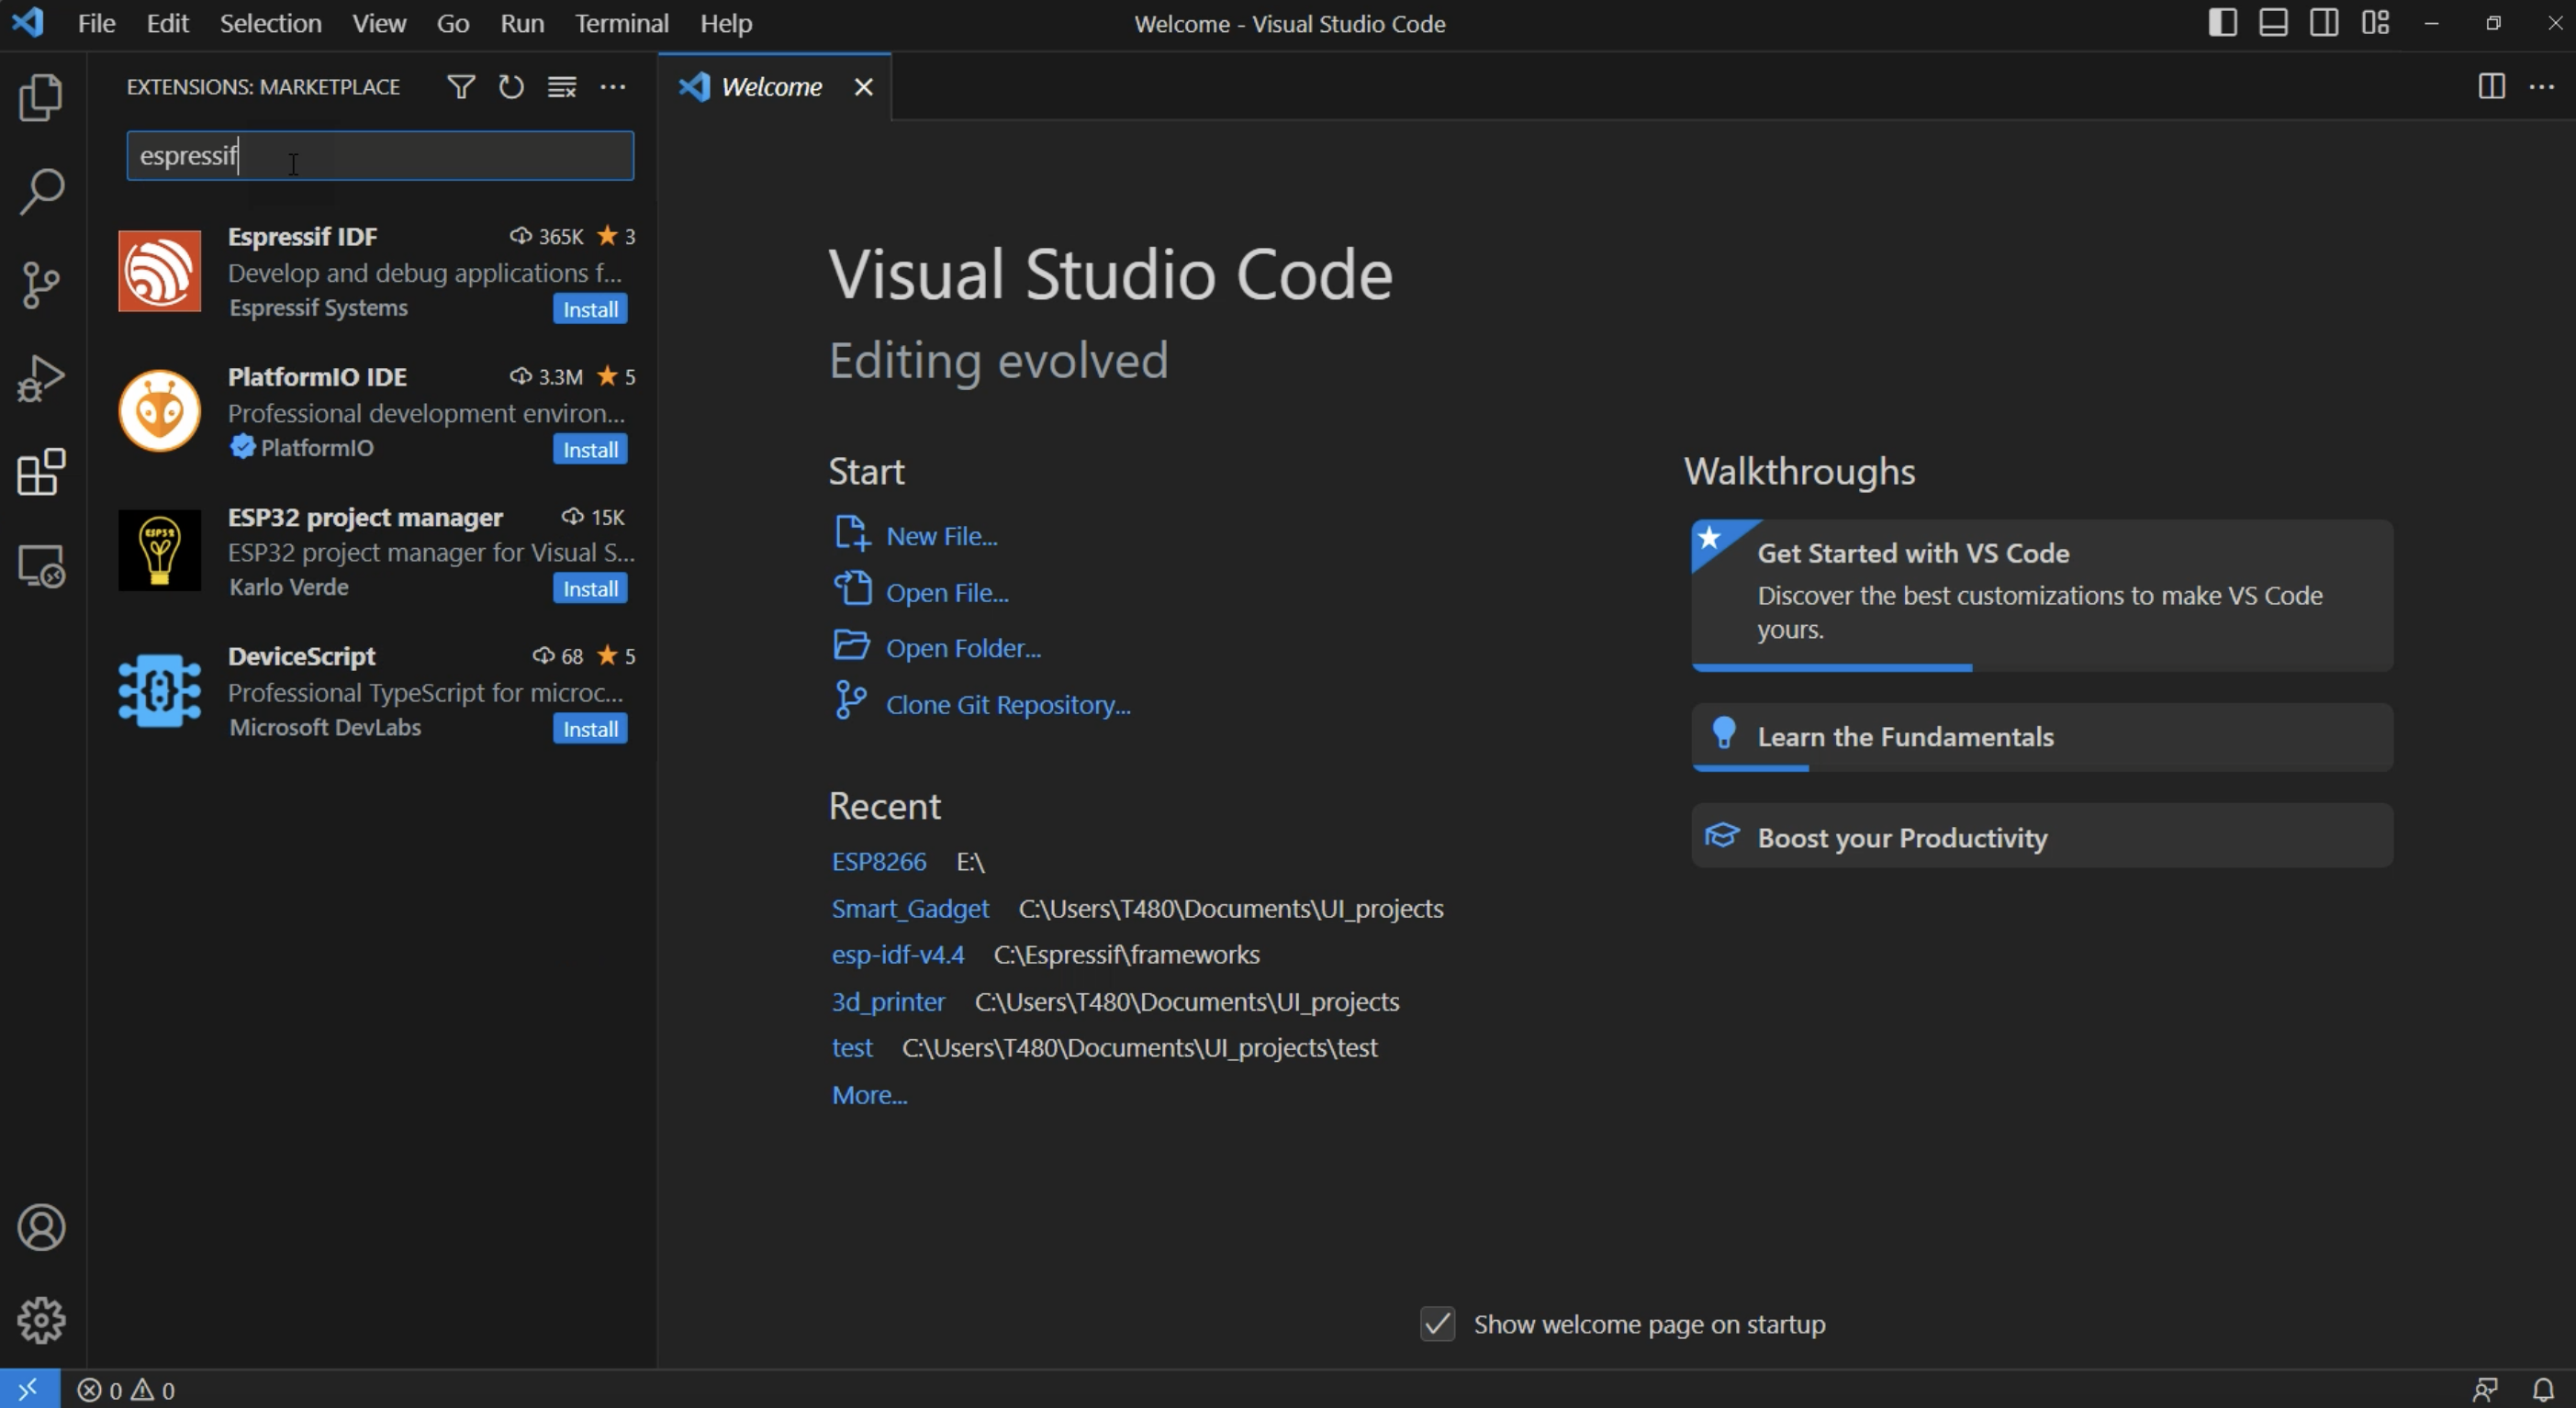 File Edit Selection View Go Run Terminal Help
Welcome - Visual Studio Code
EXTENSIONS: MARKETPLACE
espressif
Espressif IDF 365K 3
Develop and debug applications f...
Espressif Systems Install
PlatformIO IDE 3.3M 5
Professional development environ...
PlatformIO Install
ESP32
ESP32 project manager 15K
ESP32 project manager for Visual S...
Karlo Verde Install
DeviceScript 68 5
Professional TypeScript for microc...
Microsoft DevLabs Install
Welcome
Visual Studio Code
Editing evolved
Start
New File...
Open File...
Open Folder...
Clone Git Repository...
Recent
ESP8266 E:\
Smart_Gadget C:\Users\T480\Documents\UI_projects
esp-idf-v4.4 C:\Espressif\frameworks
3d_printer C:\Users\T480\Documents\UI_projects
test C:\Users\T480\Documents\UI_projects\test
More...
Walkthroughs
Get Started with VS Code
Discover the best customizations to make VS Code
yours.
Learn the Fundamentals
Boost your Productivity
Show welcome page on startup
0 0